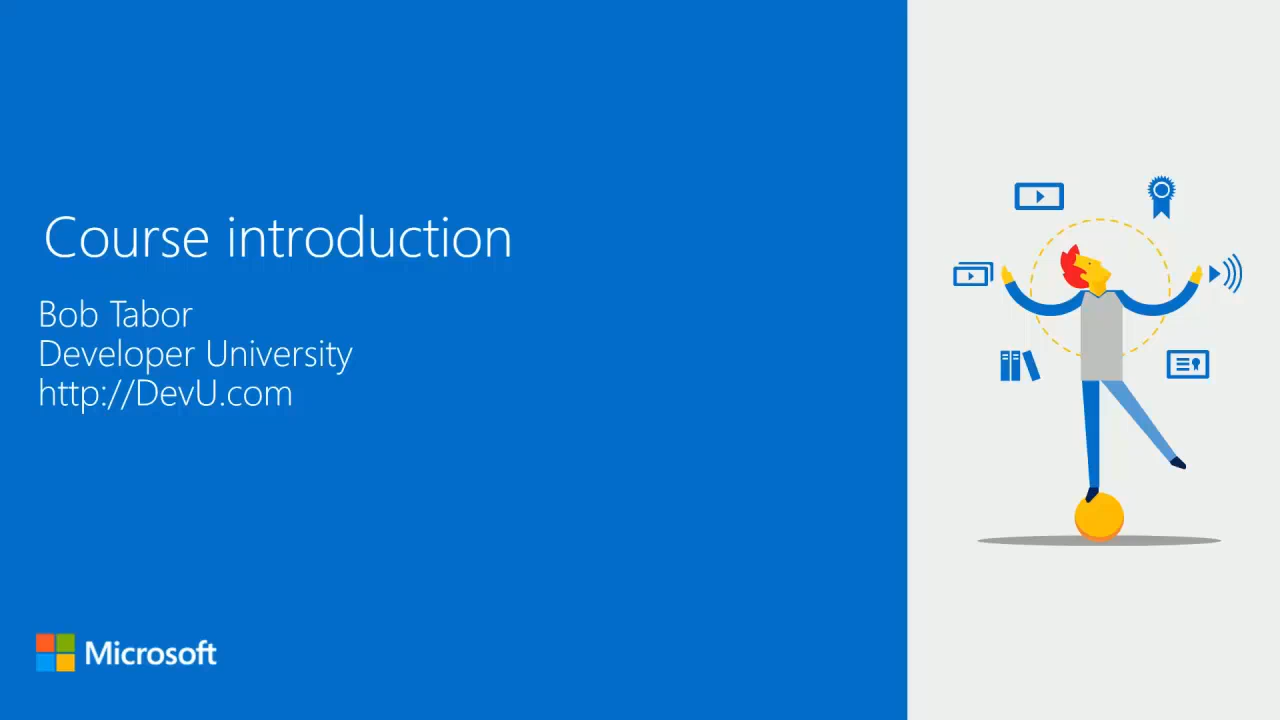 Course introduction
Bob Tabor
Developer University
http://DevU.com
Microsoft